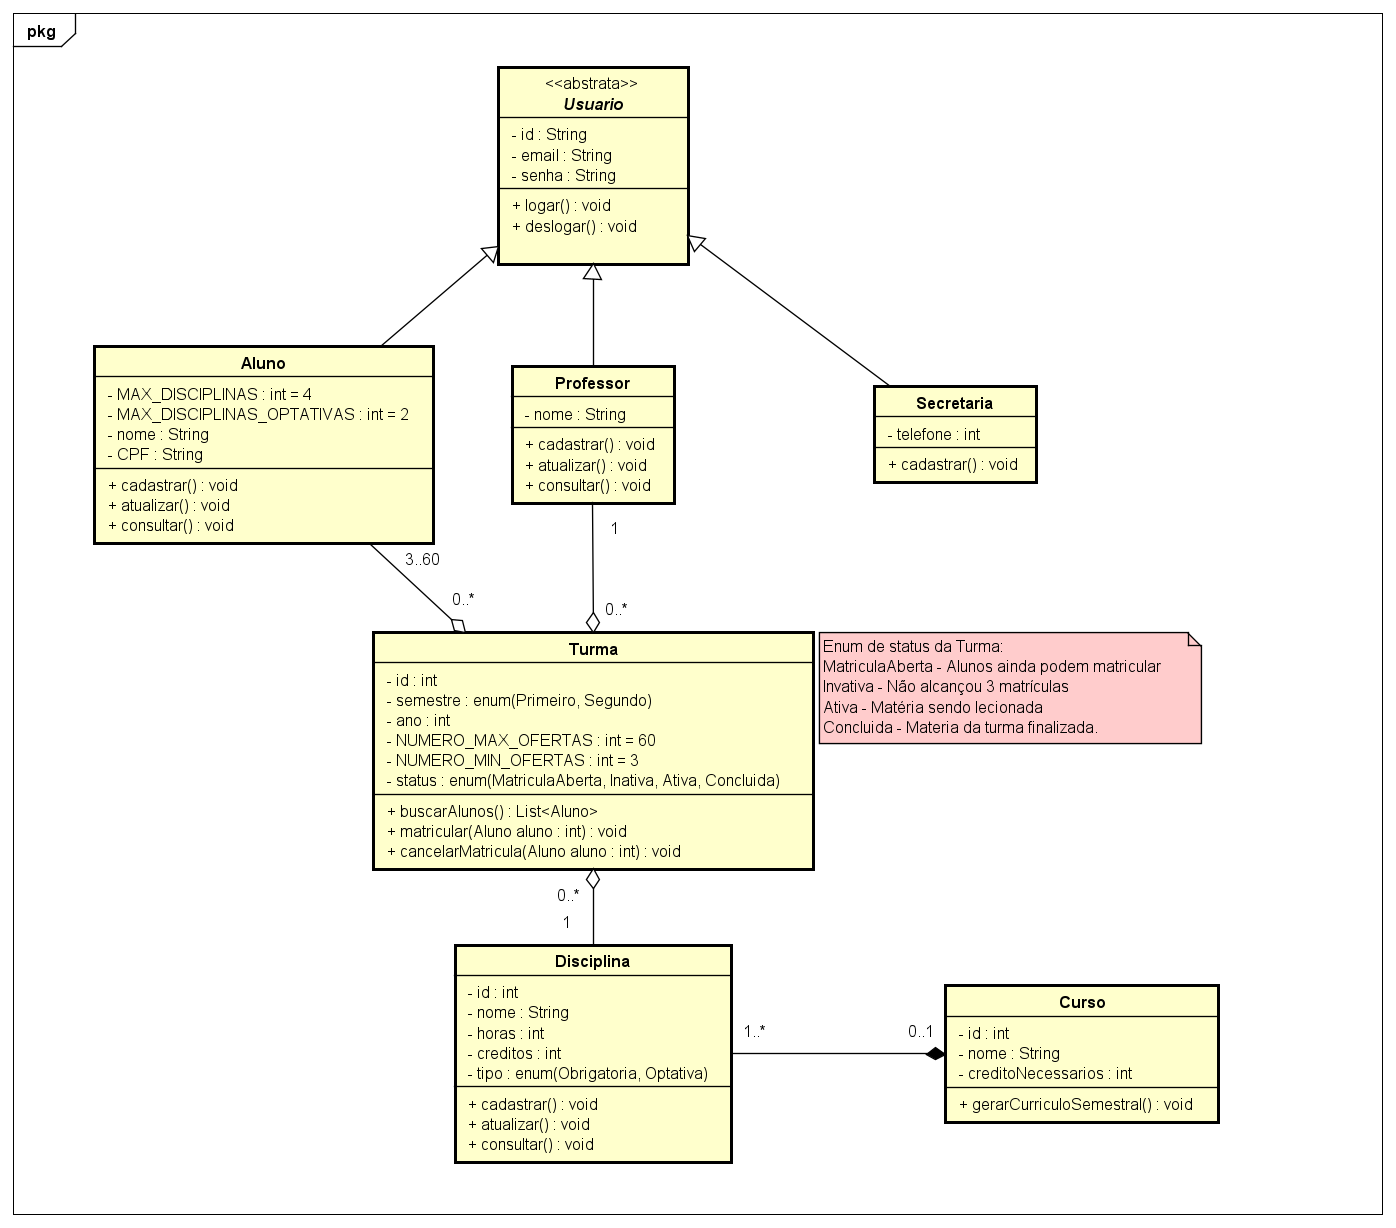 pkg
<<abstrata>>
Usuario
- id : String
- email : String
- senha : String
+ logar() : void
+ deslogar() : void
Aluno
- MAX_DISCIPLINAS : int = 4
- MAX_DISCIPLINAS_OPTATIVAS : int = 2
- nome : String
- CPF : String
+ cadastrar() : void
+ atualizar() : void
+ consultar() : void
Professor
- nome : String
+ cadastrar() : void
+ atualizar() : void
+ consultar() : void
Secretaria
- telefone : int
+ cadastrar() : void
3..60
0..*
1
0..*
Turma
- id : int
- semestre : enum(Primeiro, Segundo)
- ano : int
- NUMERO_MAX_OFERTAS : int = 60
- NUMERO_MIN_OFERTAS : int = 3
- status : enum(MatriculaAberta, Inativa, Ativa, Concluida)
+ buscarAlunos() : List<Aluno>
+ matricular(Aluno aluno : int) : void
+ cancelarMatricula(Aluno aluno : int) : void
Enum de status da Turma:
MatriculaAberta - Alunos ainda podem matricular
Invativa - Não alcançou 3 matrículas
Ativa - Matéria sendo lecionada
Concluida - Materia da turma finalizada.
0..*
1
Disciplina
- id : int
- nome : String
- horas : int
- creditos : int
- tipo : enum(Obrigatoria, Optativa)
+ cadastrar() : void
+ atualizar() : void
+ consultar() : void
1..*
0..1
Curso
- id : int
- nome : String
- creditoNecessarios : int
+ gerarCurriculoSemestral() : void